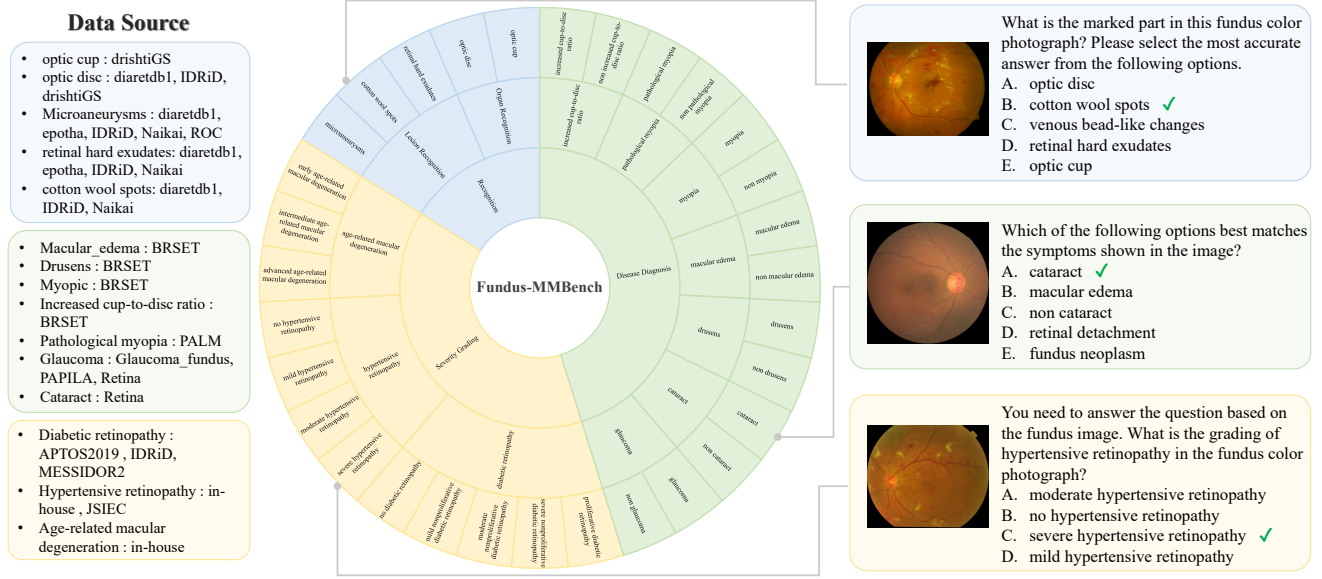 Data Source
• optic cup : drishtiGS
• optic disc : diaretdb1, IDRiD,
drishtiGS
• Microaneurysms : diaretdb1,
epotha, IDRiD, Naikai, ROC
• retinal hard exudates: diaretdb1,
epotha, IDRiD, Naikai
• cotton wool spots: diaretdb1,
IDRiD, Naikai
• Macular_edema : BRSET
• Drusens : BRSET
• Myopic : BRSET
• Increased cup-to-disc ratio :
BRSET
• Pathological myopia : PALM
• Glaucoma : Glaucoma_fundus,
PAPILA, Retina
• Cataract : Retina
• Diabetic retinopathy :
APTOS2019 , IDRiD,
MESSIDOR2
• Hypertensive retinopathy : in-
house , JSIEC
• Age-related macular
degeneration : in-house
Fundus-MMBench
Recognition
Lesion Recognition
Organ Recognition
microaneurysms
cotton wool spots
retinal hard exudates
optic disc
optic cup
Disease Diagnosis
increased cup-to-disc
ratio
increased cup-to-disc
ratio
non increased cup-to-
disc ratio
pathological myopia
pathological myopia
non pathological
myopia
myopia
myopia
non myopia
macular edema
macular edema
non macular edema
drusens
drusens
non drusens
cataract
cataract
non cataract
glaucoma
glaucoma
non glaucoma
Severity Grading
diabetic retinopathy
proliferative diabetic
retinopathy
severe nonproliferative
diabetic retinopathy
moderate
nonproliferative
diabetic retinopathy
mild nonproliferative
diabetic retinopathy
no diabetic retinopathy
hypertensive
retinopathy
severe hypertensive
retinopathy
moderate hypertensive
retinopathy
mild hypertensive
retinopathy
no hypertensive
retinopathy
age-related macular
degeneration
advanced age-related
macular degeneration
intermediate age-
related macular
degeneration
early age-related
macular degeneration
What is the marked part in this fundus color
photograph? Please select the most accurate
answer from the following options.
A. optic disc
B. cotton wool spots ✓
C. venous bead-like changes
D. retinal hard exudates
E. optic cup
Which of the following options best matches
the symptoms shown in the image?
A. cataract ✓
B. macular edema
C. non cataract
D. retinal detachment
E. fundus neoplasm
You need to answer the question based on
the fundus image. What is the grading of
hypertensive retinopathy in the fundus color
photograph?
A. moderate hypertensive retinopathy
B. no hypertensive retinopathy
C. severe hypertensive retinopathy ✓
D. mild hypertensive retinopathy